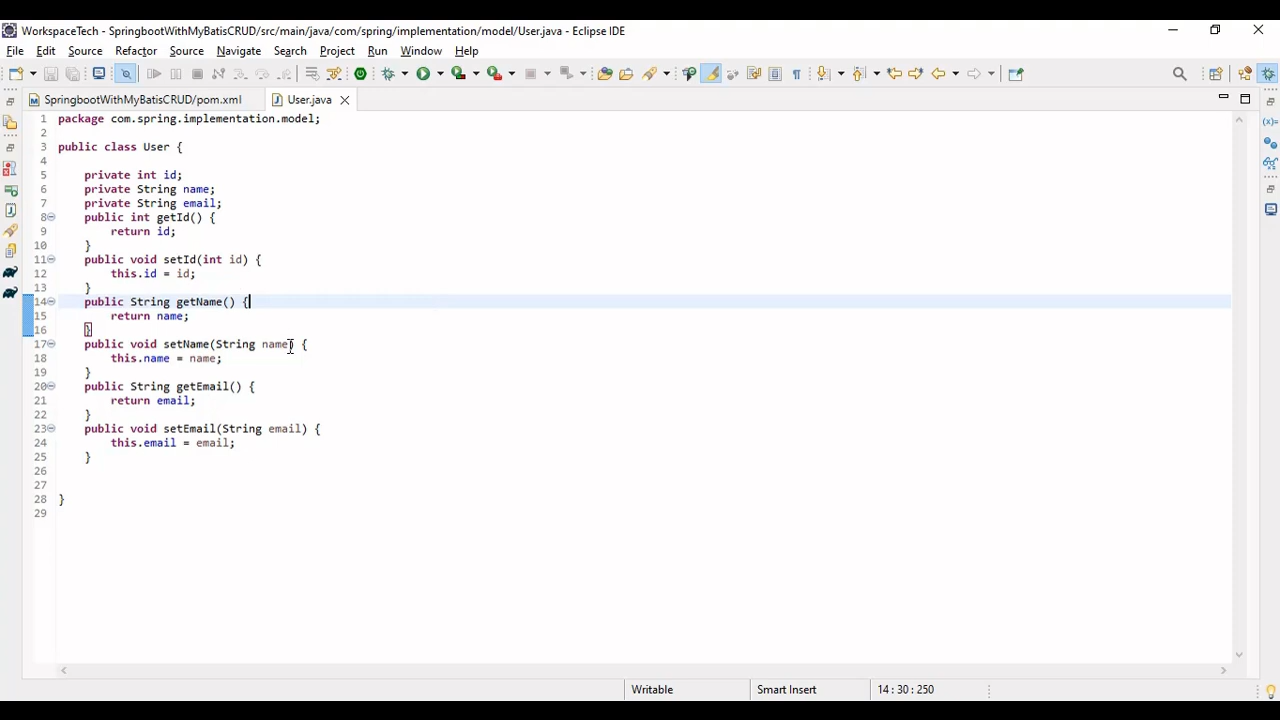 WorkspaceTech - SpringbootWithMyBatisCRUD/src/main/java/com/spring/implementation/model/User.java - Eclipse IDE
File Edit Source Refactor Source Navigate Search Project Run Window Help
SpringbootWithMyBatisCRUD/pom.xml User.java
1 package com.spring.implementation.model;
2
3 public class User {
4
5 private int id;
6 private String name;
7 private String email;
8 public int getId() {
9 return id;
10 }
11 public void setId(int id) {
12 this.id = id;
13 }
14 public String getName() {
15 return name;
16 }
17 public void setName(String name) {
18 this.name = name;
19 }
20 public String getEmail() {
21 return email;
22 }
23 public void setEmail(String email) {
24 this.email = email;
25 }
26
27
28 }
29
Writable Smart Insert 14 : 30 : 250